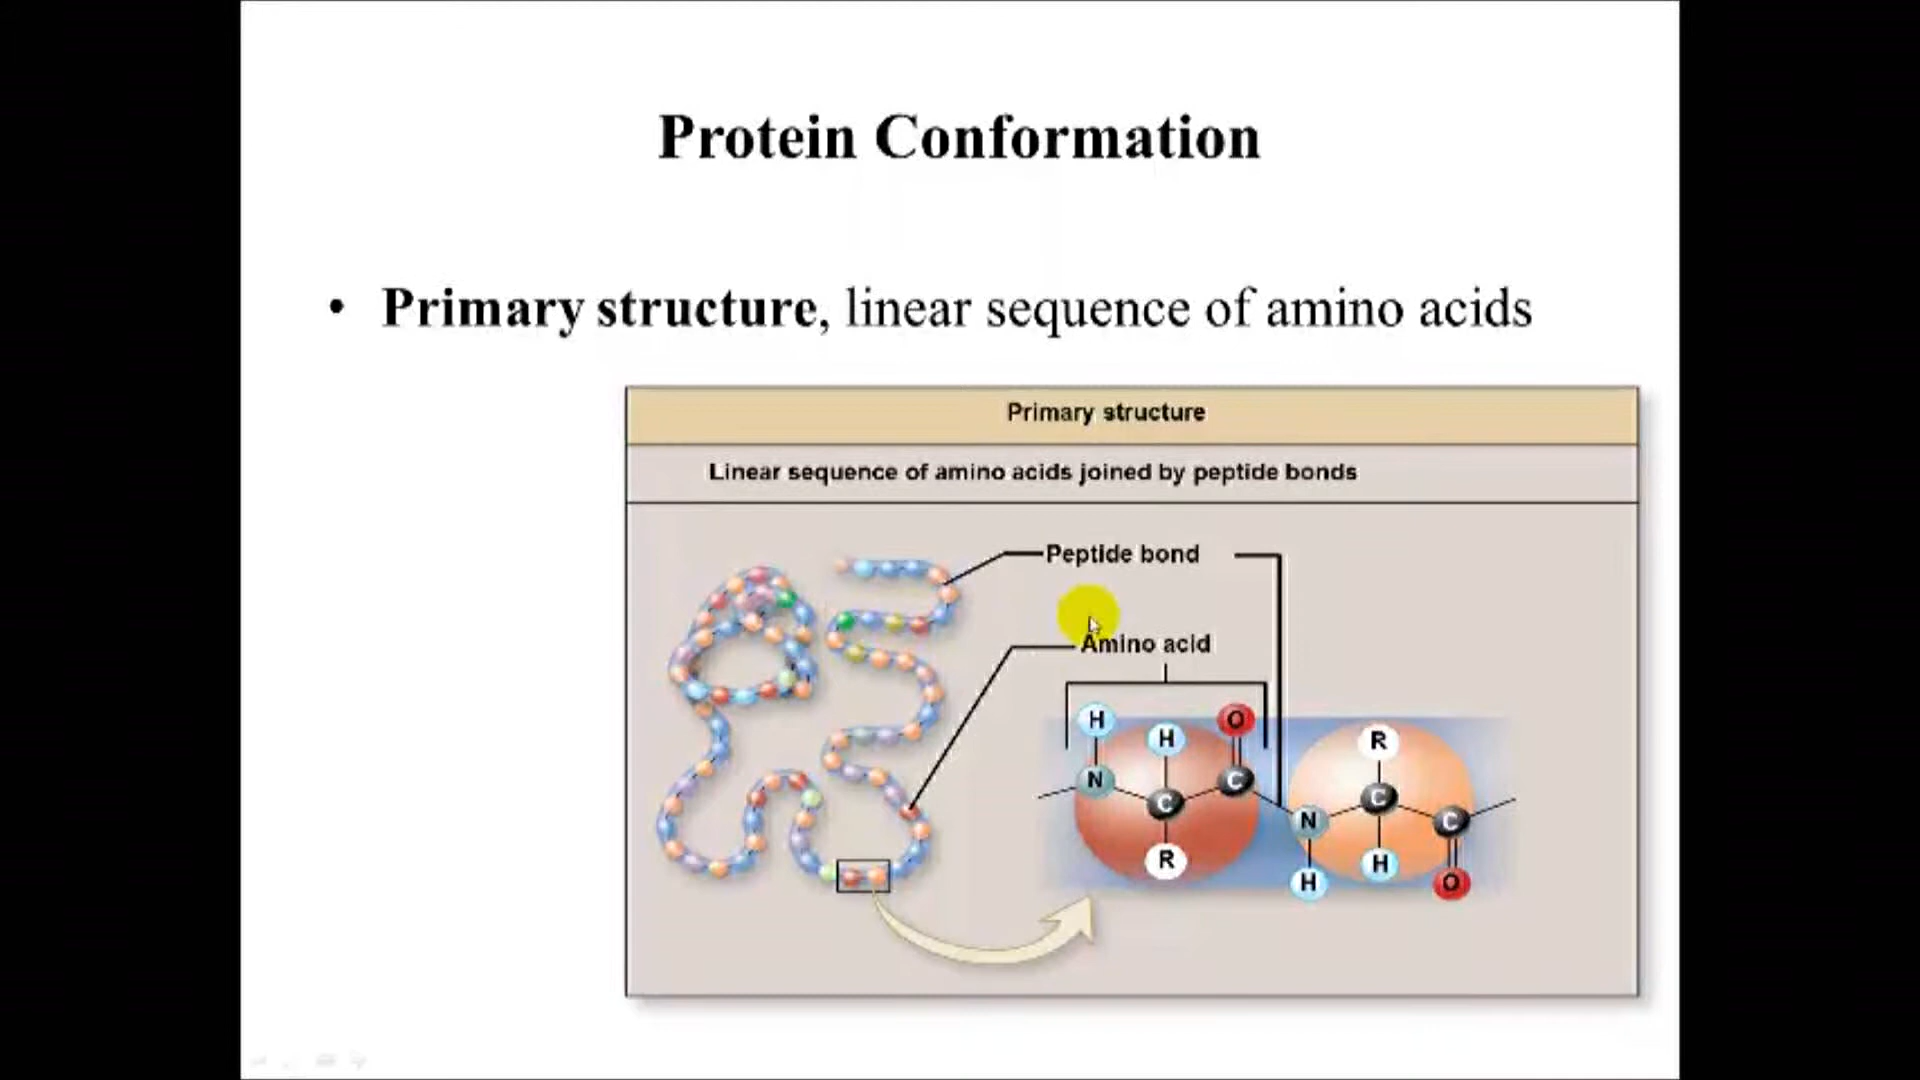 Protein Conformation
• Primary structure, linear sequence of amino acids
Primary structure
Linear sequence of amino acids joined by peptide bonds
Peptide bond
Amino acid
H
H
O
R
N
C
C
N
C
C
R
H
H
O